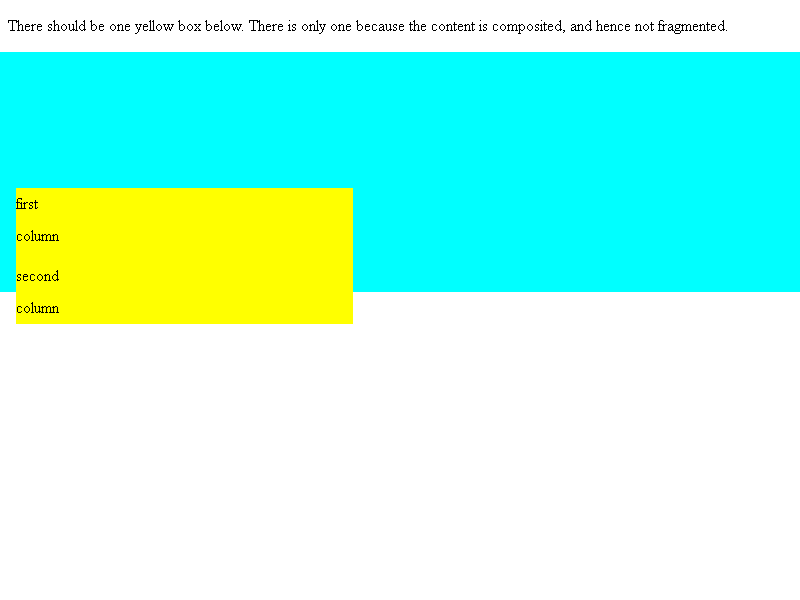 There should be one yellow box below. There is only one because the content is composited, and hence not fragmented.
first
column
second
column